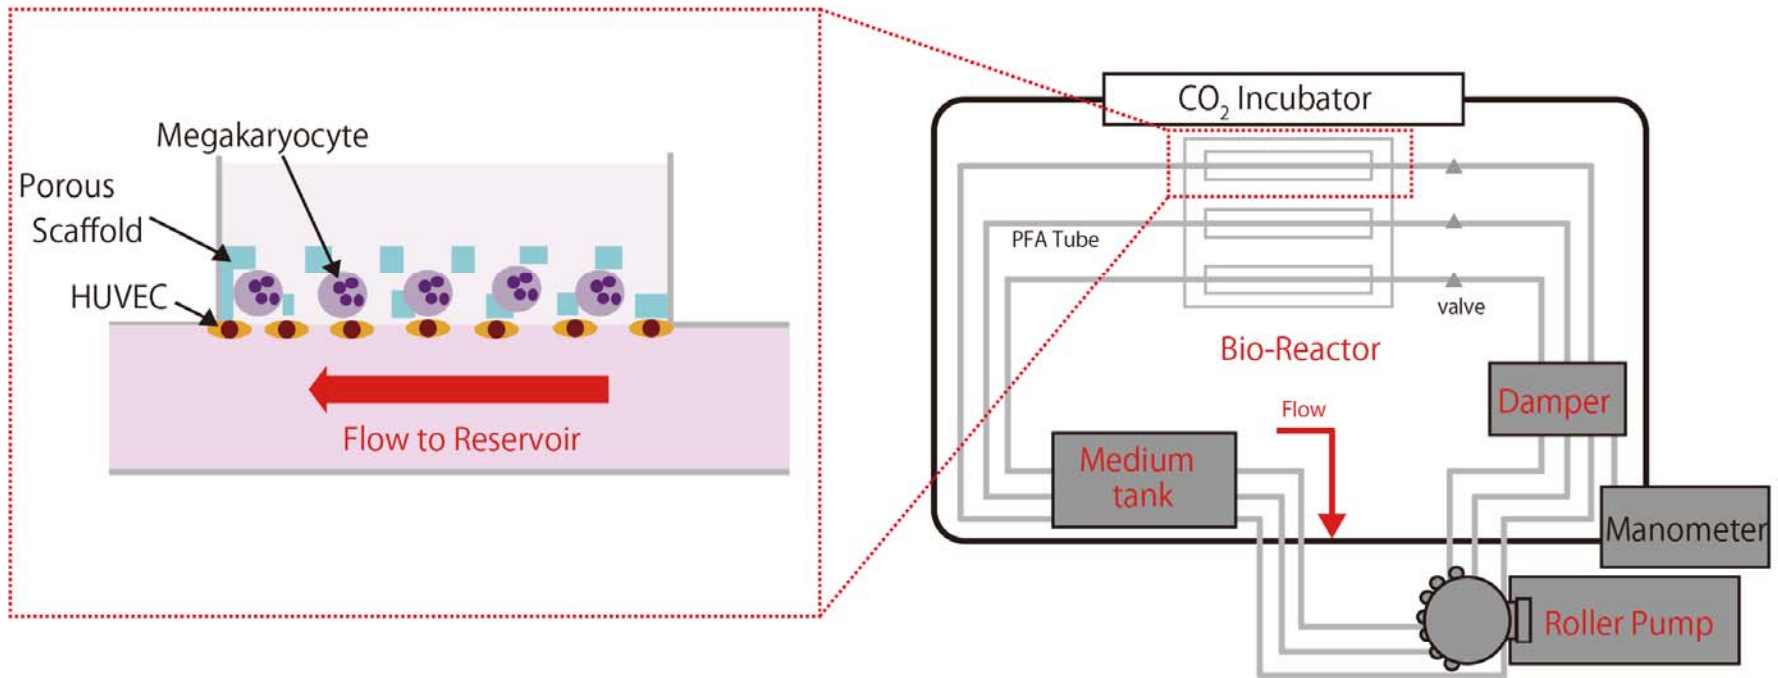 Megakaryocyte
Porous
Scaffold
HUVEC
Flow to Reservoir
CO₂ Incubator
PFA Tube
valve
Bio-Reactor
Flow
Damper
Medium
tank
Manometer
Roller Pump